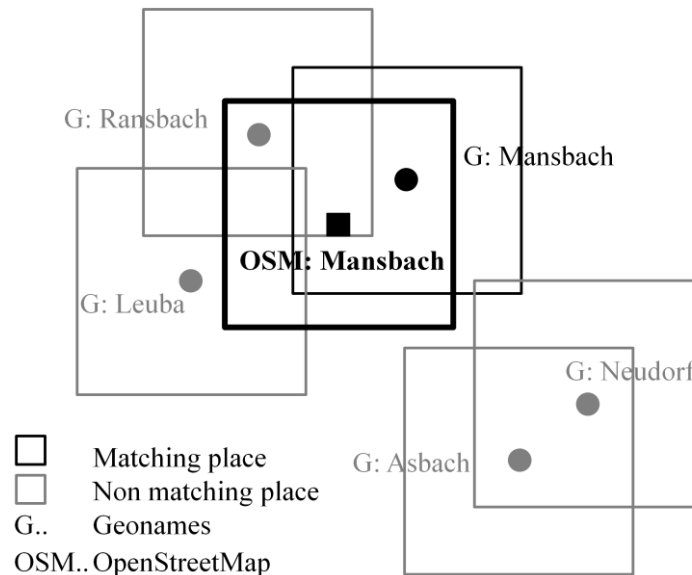 G: Ransbach
G: Mansbach
OSM: Mansbach
G: Leuba
G: Neudorf
G: Asbach
Matching place
Non matching place
G.. Geonames
OSM.. OpenStreetMap